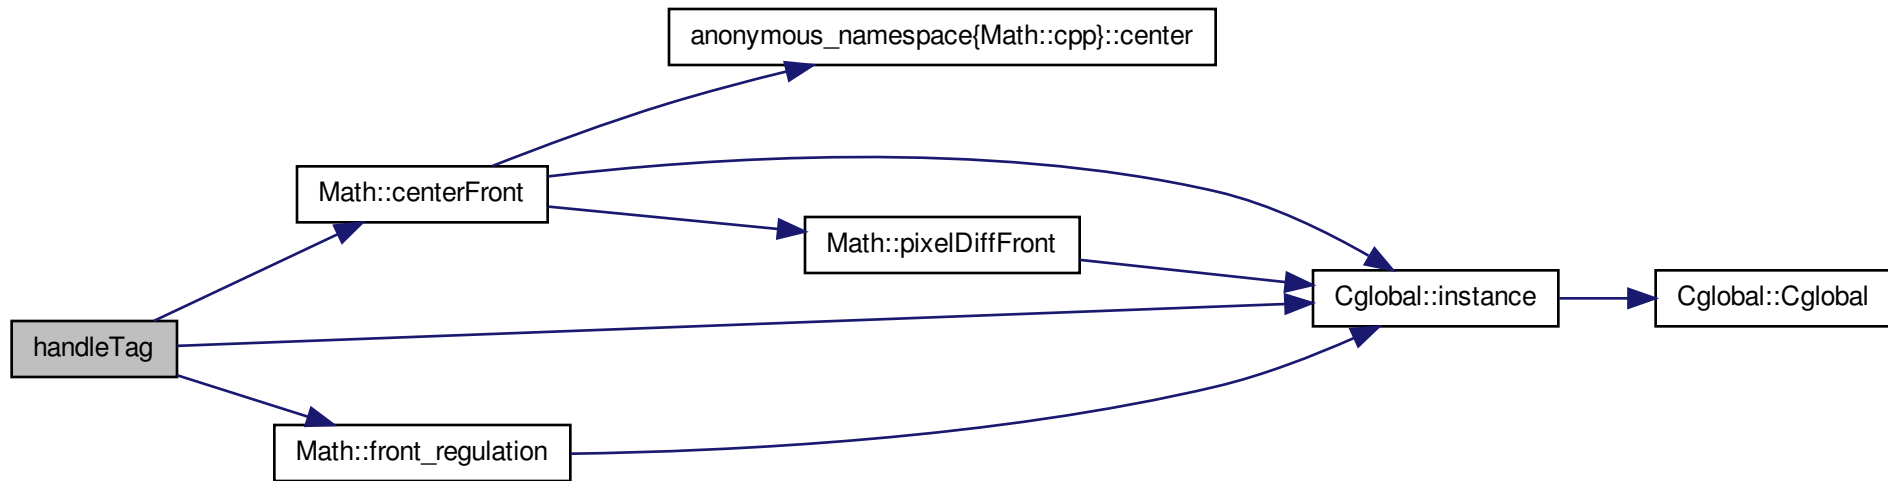 anonymous_namespace{Math::cpp}::center
Math::centerFront
Math::pixelDiffFront
Cglobal::instance
Cglobal::Cglobal
handleTag
Math::front_regulation